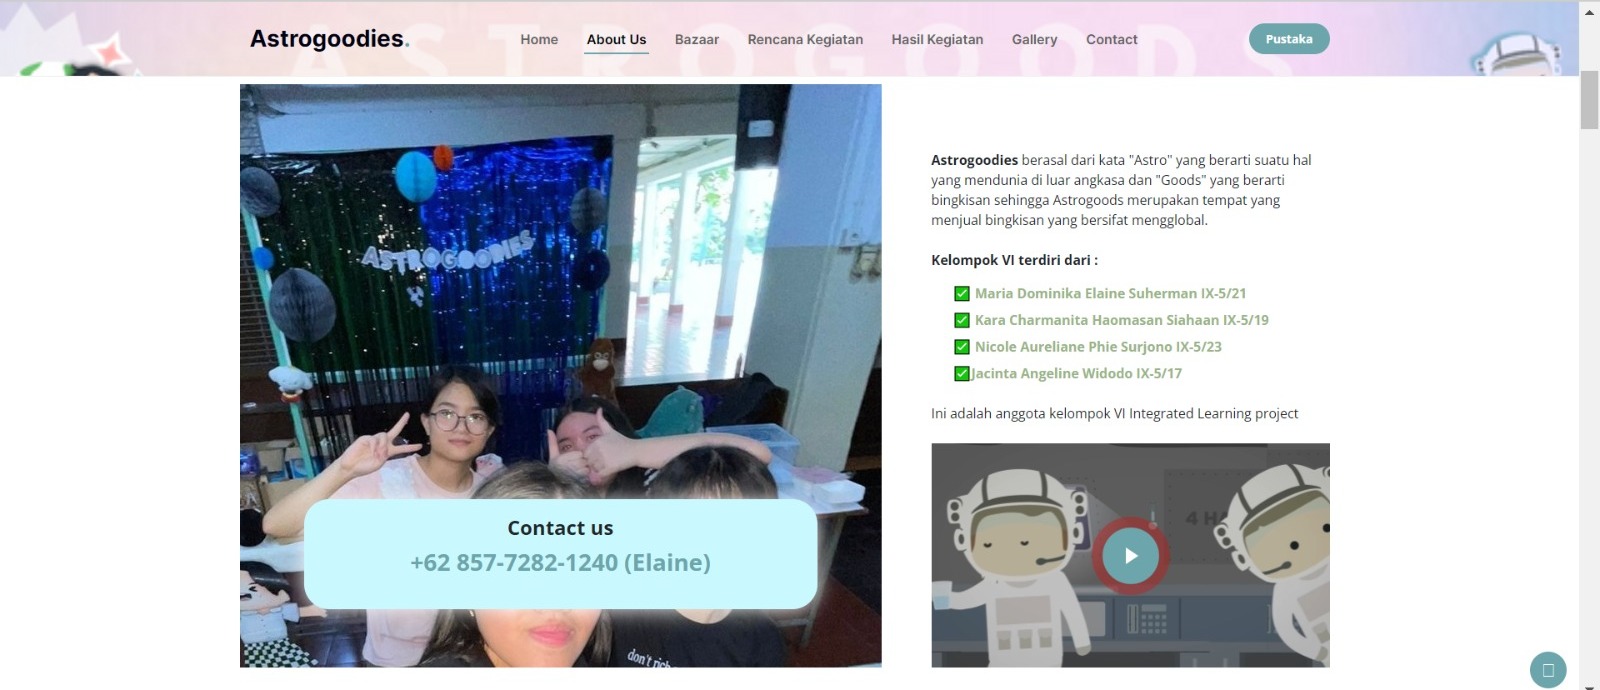 Astrogoodies.
Home
About Us
Bazaar
Rencana Kegiatan
Hasil Kegiatan
Gallery
Contact
Pustaka
ASTROGOODS
ASTROGOODIES
Astrogoodies berasal dari kata "Astro" yang berarti suatu hal
yang mendunia di luar angkasa dan "Goods" yang berarti
bingkisan sehingga Astrogoods merupakan tempat yang
menjual bingkisan yang bersifat mengglobal.
Kelompok VI terdiri dari :
Maria Dominika Elaine Suherman IX-5/21
Kara Charmanita Haomasan Siahaan IX-5/19
Nicole Aureliane Phie Surjono IX-5/23
Jacinta Angeline Widodo IX-5/17
Ini adalah anggota kelompok VI Integrated Learning project
Contact us
+62 857-7282-1240 (Elaine)
don't
4